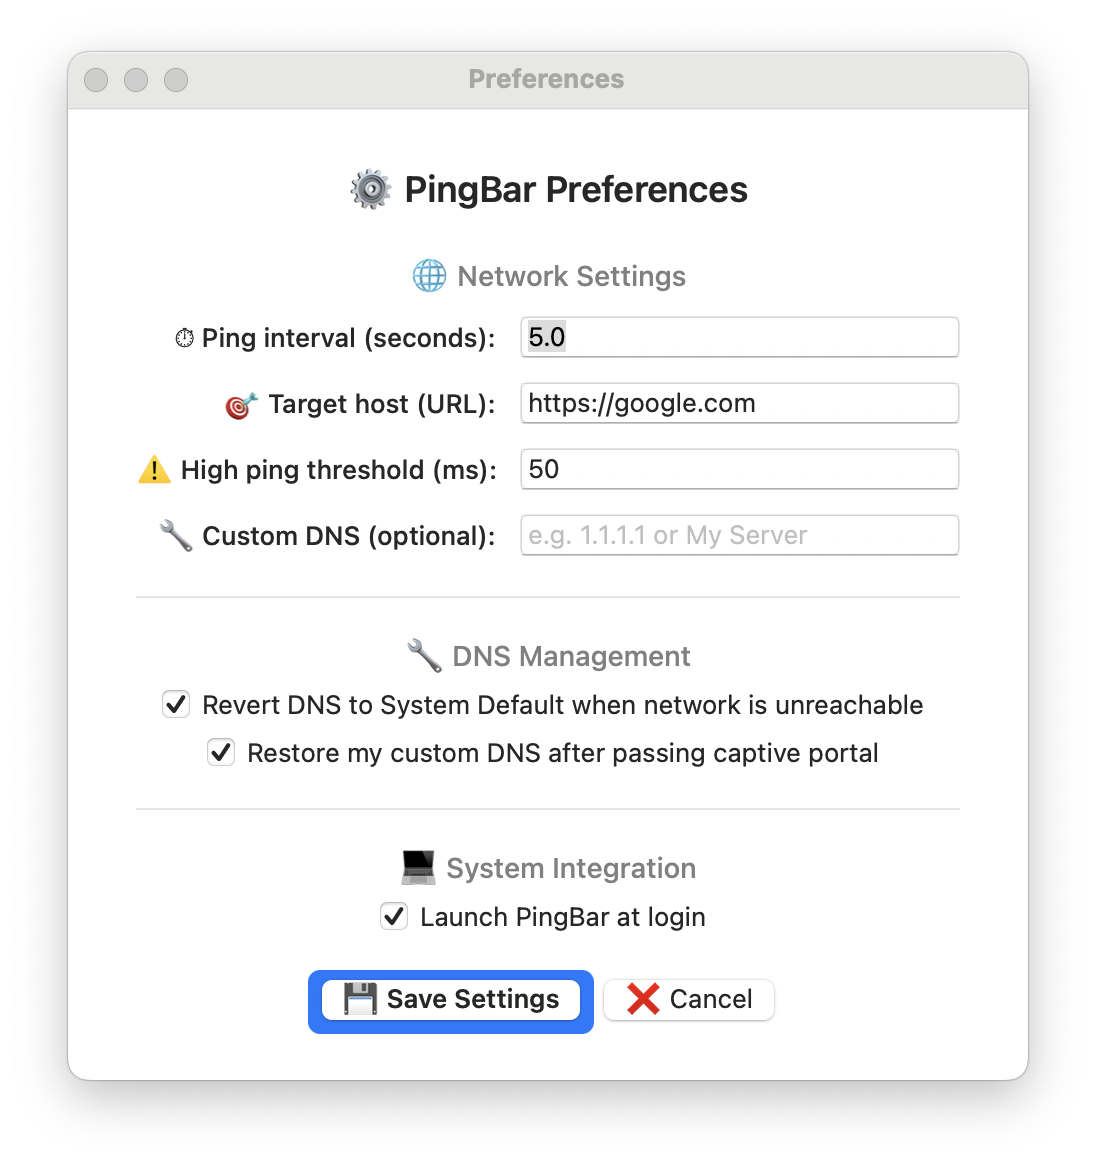 Preferences
PingBar Preferences
Network Settings
Ping interval (seconds): 5.0
Target host (URL): https://google.com
High ping threshold (ms): 50
Custom DNS (optional): e.g. 1.1.1.1 or My Server
DNS Management
Revert DNS to System Default when network is unreachable
Restore my custom DNS after passing captive portal
System Integration
Launch PingBar at login
Save Settings Cancel